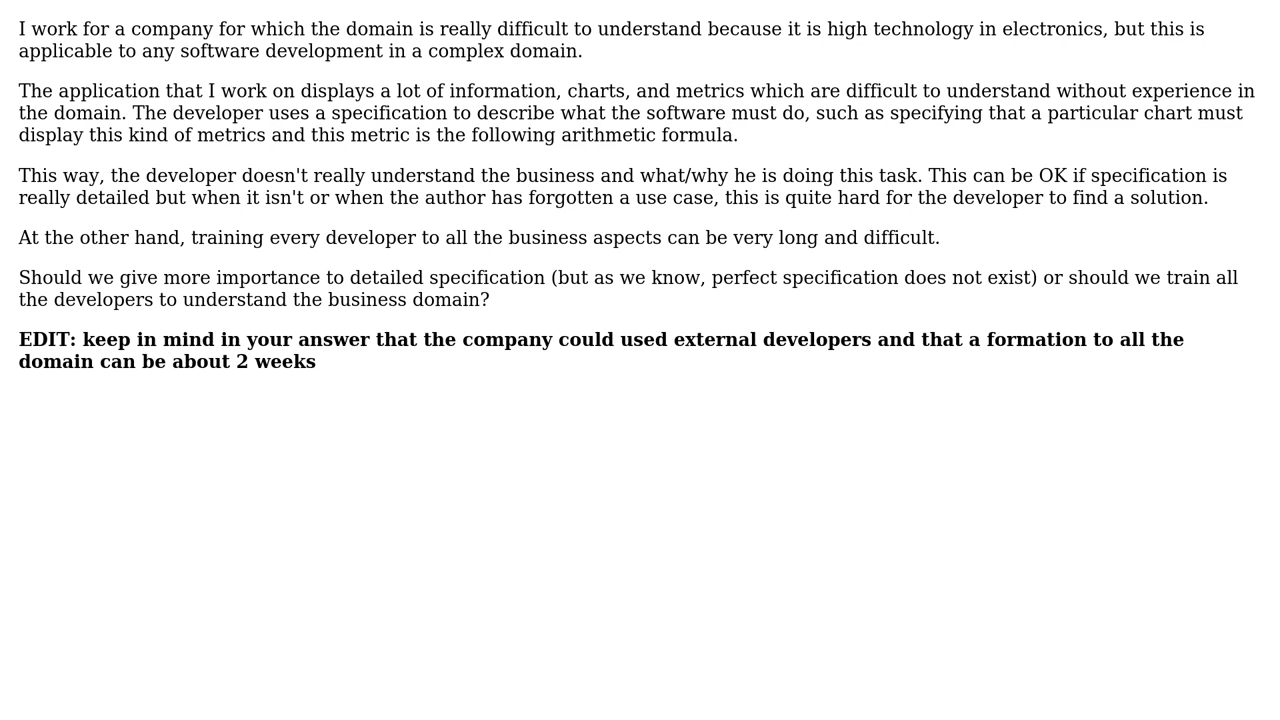 I work for a company for which the domain is really difficult to understand because it is high technology in electronics, but this is
applicable to any software development in a complex domain.
The application that I work on displays a lot of information, charts, and metrics which are difficult to understand without experience in
the domain. The developer uses a specification to describe what the software must do, such as specifying that a particular chart must
display this kind of metrics and this metric is the following arithmetic formula.
This way, the developer doesn't really understand the business and what/why he is doing this task. This can be OK if specification is
really detailed but when it isn't or when the author has forgotten a use case, this is quite hard for the developer to find a solution.
At the other hand, training every developer to all the business aspects can be very long and difficult.
Should we give more importance to detailed specification (but as we know, perfect specification does not exist) or should we train all
the developers to understand the business domain?
EDIT: keep in mind in your answer that the company could used external developers and that a formation to all the
domain can be about 2 weeks